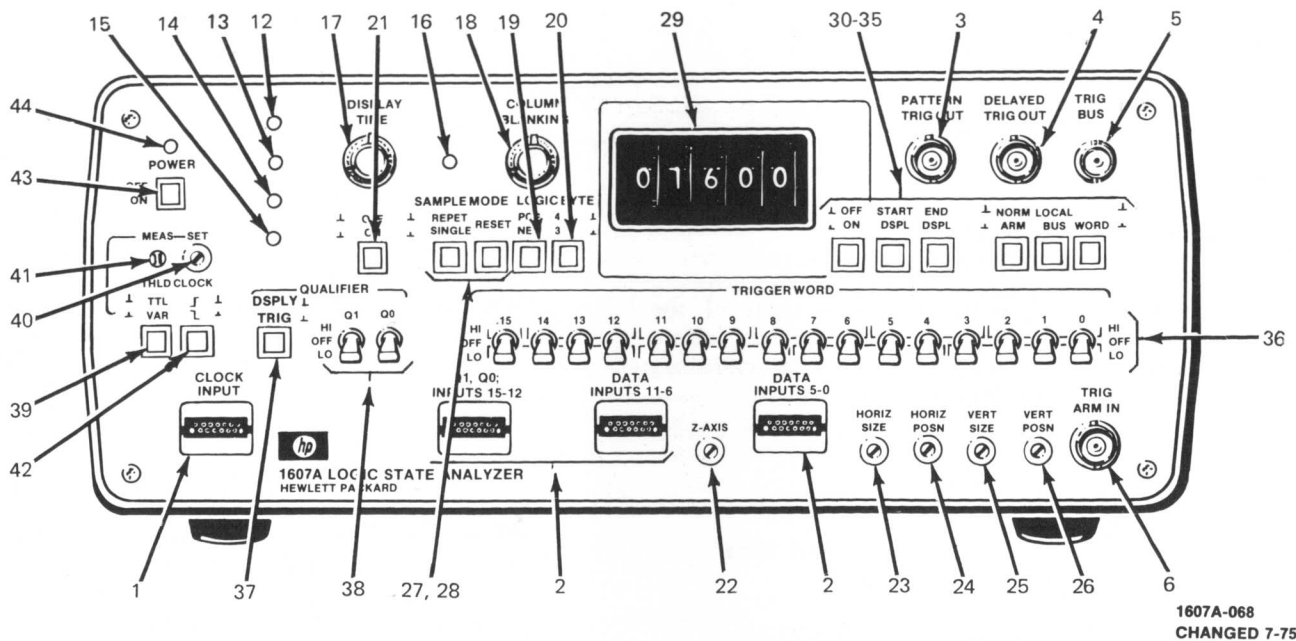 15 14 13 12 17 21 16 18 19 20 29 30-35 3 4 5
44
DISPLAY TIME
COLUMN BLANKING
PATTERN TRIG OUT
DELAYED TRIG OUT
TRIG BUS
POWER
43
OFF
ON
01600
SAMPLE MODE
LOGIC
BYTE
REPET
SINGLE
RESET
POS
NEG
4
3
OFF
ON
OFF
ON
START
DSPL
END
DSPL
NORM
ARM
LOCAL
BUS
WORD
MEAS
SET
41
THLD
CLOCK
40
TTL
VAR
QUALIFIER
DSPLY
TRIG
Q1
Q0
HI
OFF
LO
TRIGGER WORD
HI
OFF
LO
15 14 13 12 11 10 9 8 7 6 5 4 3 2 1 0
HI
OFF
LO
36
39
42
CLOCK
INPUT
Q1, Q0;
INPUTS 15-12
DATA
INPUTS 11-6
DATA
INPUTS 5-0
Z-AXIS
HORIZ
SIZE
HORIZ
POSN
VERT
SIZE
VERT
POSN
TRIG
ARM IN
hp
1607A LOGIC STATE ANALYZER
HEWLETT PACKARD
1 37 38 27, 28 2 22 2 23 24 25 26 6
1607A-068
CHANGED 7-75